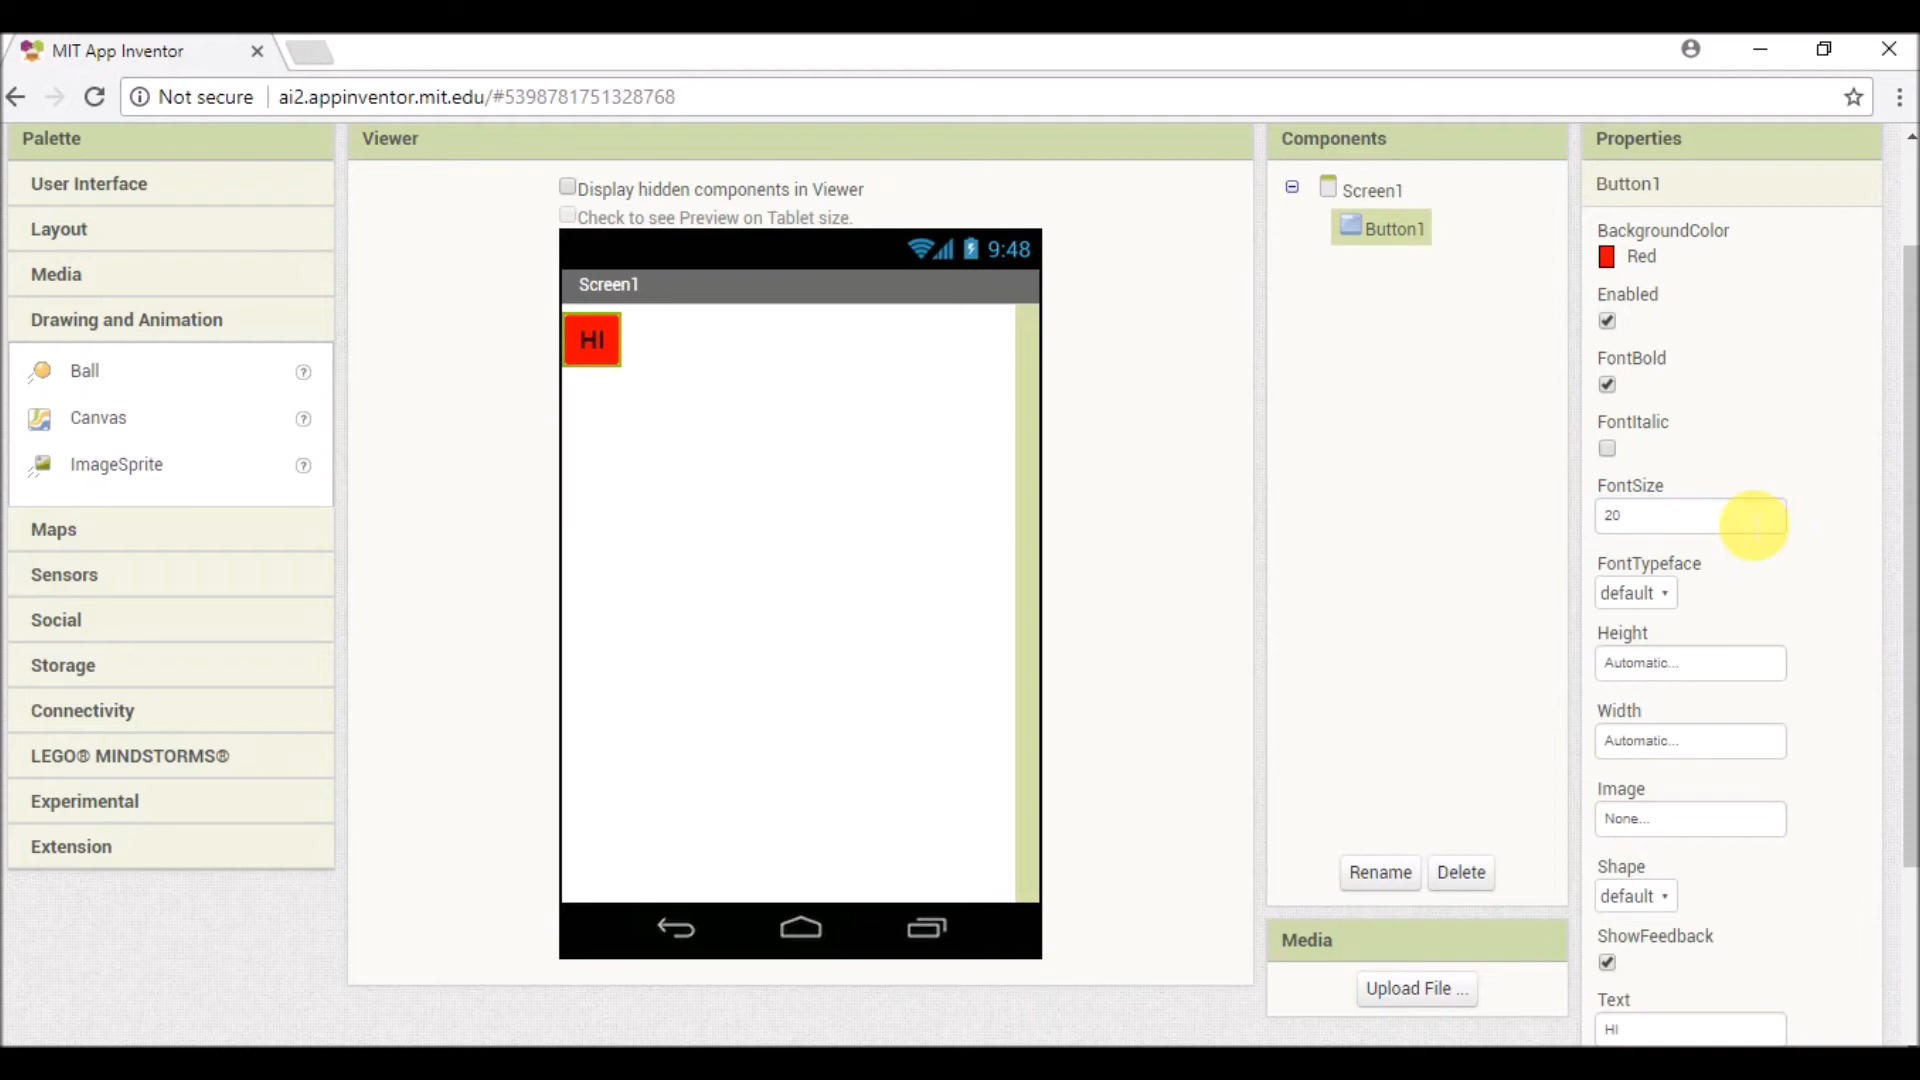 MIT App Inventor
Not secure
ai2.appinventor.mit.edu/#5398781751328768
Palette
User Interface
Layout
Media
Drawing and Animation
Ball
?
Canvas
?
ImageSprite
?
Maps
Sensors
Social
Storage
Connectivity
LEGO® MINDSTORMS®
Experimental
Extension
Viewer
Display hidden components in Viewer
Check to see Preview on Tablet size.
9:48
Screen1
HI
Components
Screen1
Button1
Rename Delete
Media
Upload File ...
Properties
Button1
BackgroundColor
Red
Enabled
FontBold
FontItalic
FontSize
20
FontTypeface
default
Height
Automatic...
Width
Automatic...
Image
None...
Shape
default
ShowFeedback
Text
HI